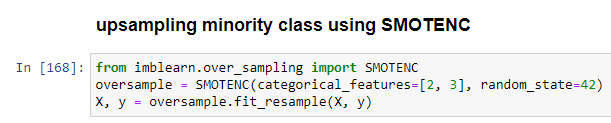 upsampling minority class using SMOTENC
In [168]: from imblearn.over_sampling import SMOTENC
oversample = SMOTENC(categorical_features=[2, 3], random_state=42)
X, y = oversample.fit_resample(X, y)